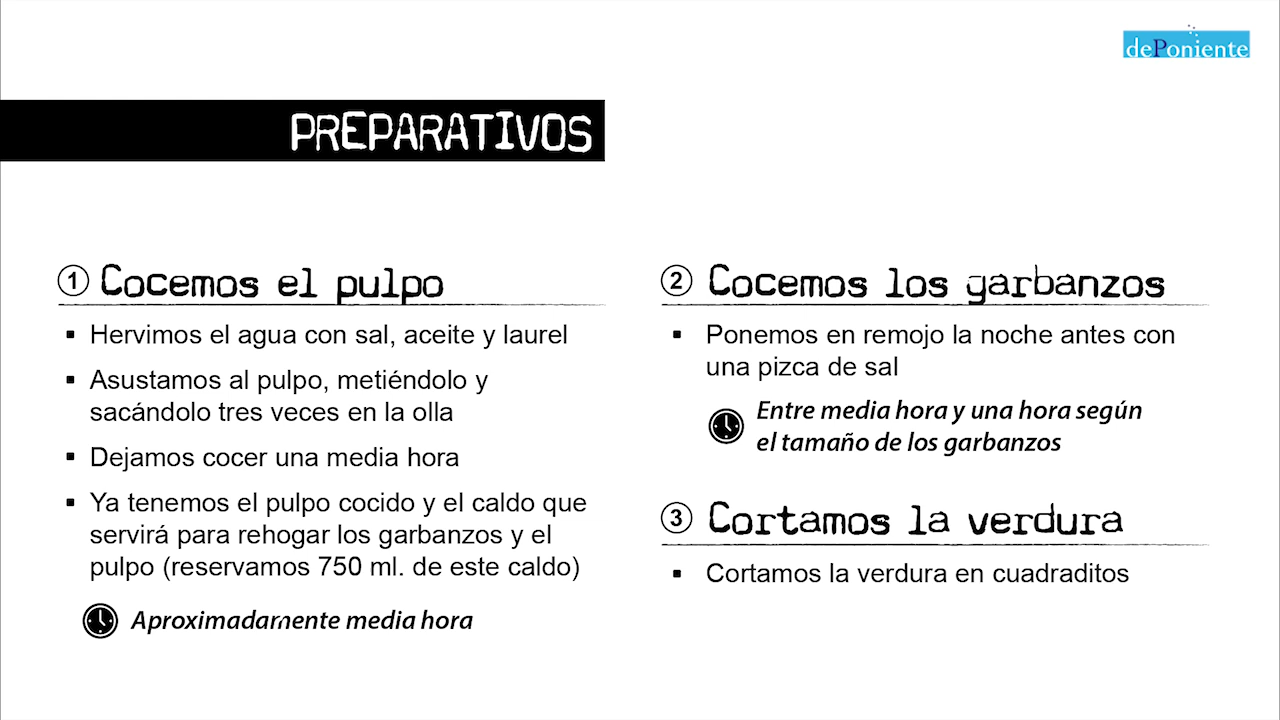 dePoniente
PREPARATIVOS
1 Cocemos el pulpo
▪ Hervimos el agua con sal, aceite y laurel
▪ Asustamos al pulpo, metiéndolo y
sacándolo tres veces en la olla
▪ Dejamos cocer una media hora
▪ Ya tenemos el pulpo cocido y el caldo que
servirá para rehogar los garbanzos y el
pulpo (reservamos 750 ml. de este caldo)
Aproximadamente media hora
2 Cocemos los garbanzos
▪ Ponemos en remojo la noche antes con
una pizca de sal
Entre media hora y una hora según
el tamaño de los garbanzos
3 Cortamos la verdura
▪ Cortamos la verdura en cuadraditos